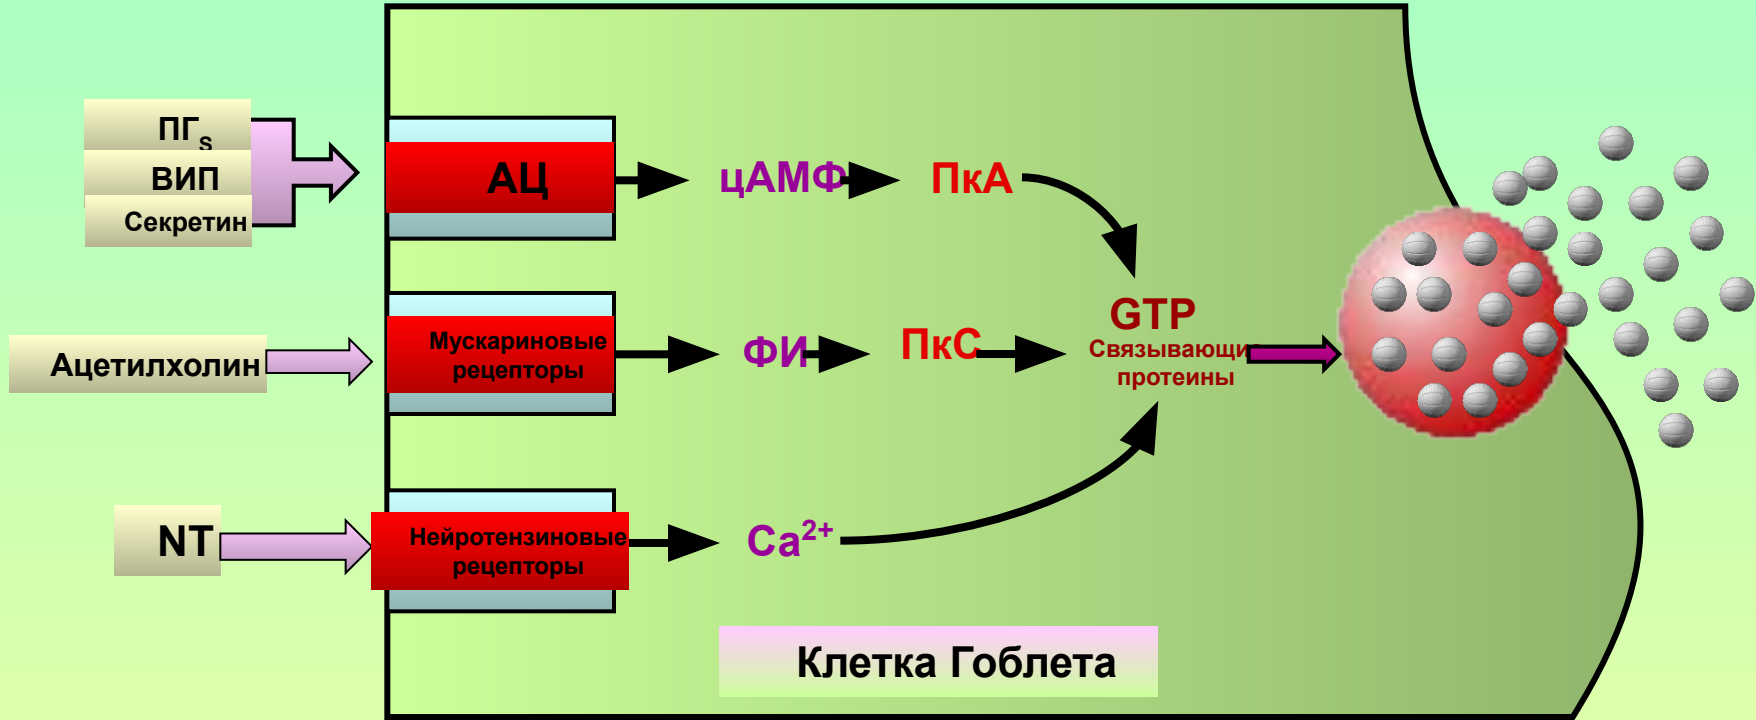 ПГs
ВИП
Секретин
АЦ
цАМФ
ПкА
Ацетилхолин
Мускариновые
рецепторы
ФИ
ПкС
GTP
Связывающие
протеины
NT
Нейротензиновые
рецепторы
Ca²⁺
Клетка Гоблета